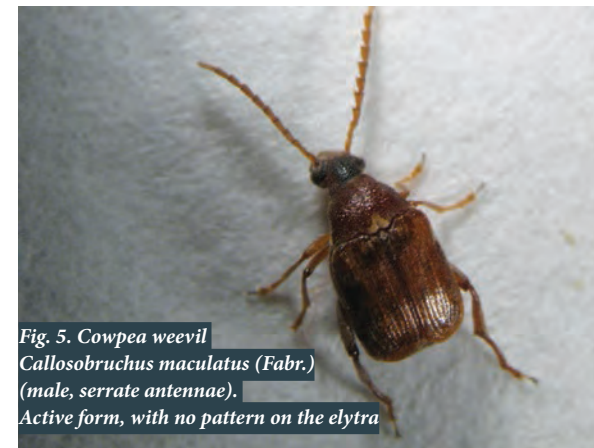 Fig. 5. Cowpea weevil
Callosobruchus maculatus (Fabr.)
(male, serrate antennae).
Active form, with no pattern on the elytra